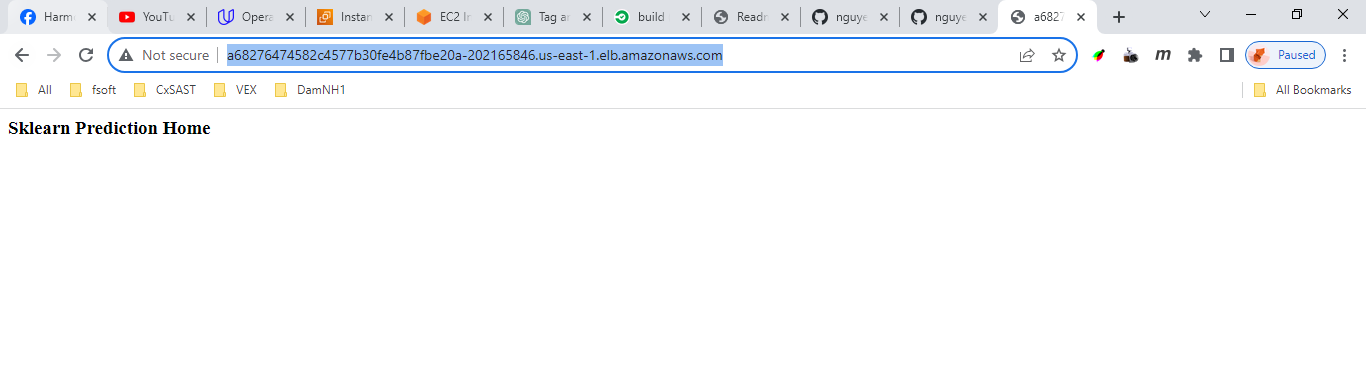 Harm
YouTu
Opera
Instan
EC2 In
Tag an
build
Readm
nguye
nguye
a6827
Not secure
a68276474582c4577b30fe4b87fbe20a-202165846.us-east-1.elb.amazonaws.com
m
Paused
All
fsoft
CxSAST
VEX
DamNH1
All Bookmarks
Sklearn Prediction Home